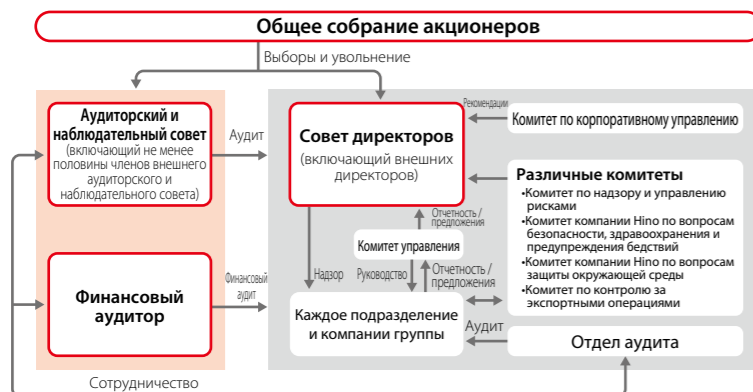 Общее собрание акционеров
Выборы и увольнение
Аудиторский и
наблюдательный совет
(включающий не менее
половины членов внешнего
аудиторского и
наблюдательного совета)
Аудит
Совет директоров
(включающий внешних
директоров)
Рекомендации
Комитет по корпоративному управлению
Различные комитеты
•Комитет по надзору и управлению
рисками
•Комитет компании Hino по вопросам
безопасности, здравоохранения и
предупреждения бедствий
•Комитет компании Hino по вопросам
защиты окружающей среды
•Комитет по контролю за
экспортными операциями
Отчетность /
предложения
Комитет управления
Надзор
Руководство
Отчетность /
предложения
Финансовый
аудитор
Финансовый
аудит
Каждое подразделение
и компании группы
Аудит
Отдел аудита
Сотрудничество